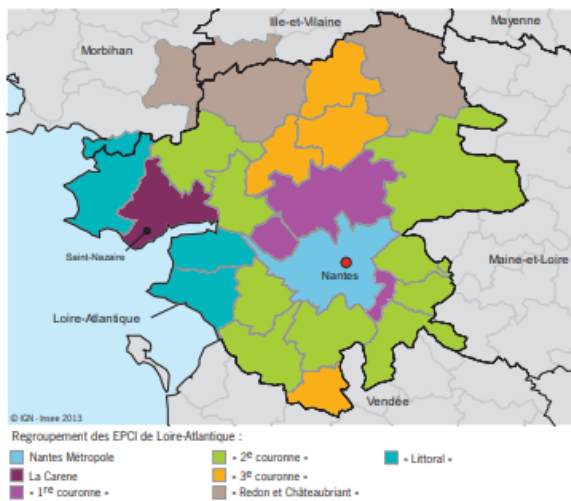 Ille-et-Vilaine
Mayenne
Morbihan
Saint-Nazaire
Nantes
Maine-et-Loire
Loire-Atlantique
Vendée
© IGN - Insee 2013
Regroupement des EPCI de Loire-Atlantique :
Nantes Métropole
« 2e couronne »
« Littoral »
La Carene
« 3e couronne »
« 1re couronne »
« Redon et Châteaubriant »